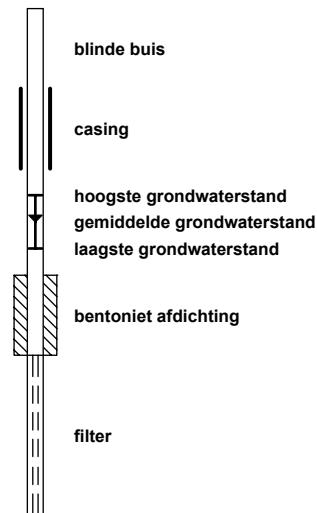 blinde buis
casing
hoogste grondwaterstand
gemiddelde grondwaterstand
laagste grondwaterstand
bentoniet afdichting
filter